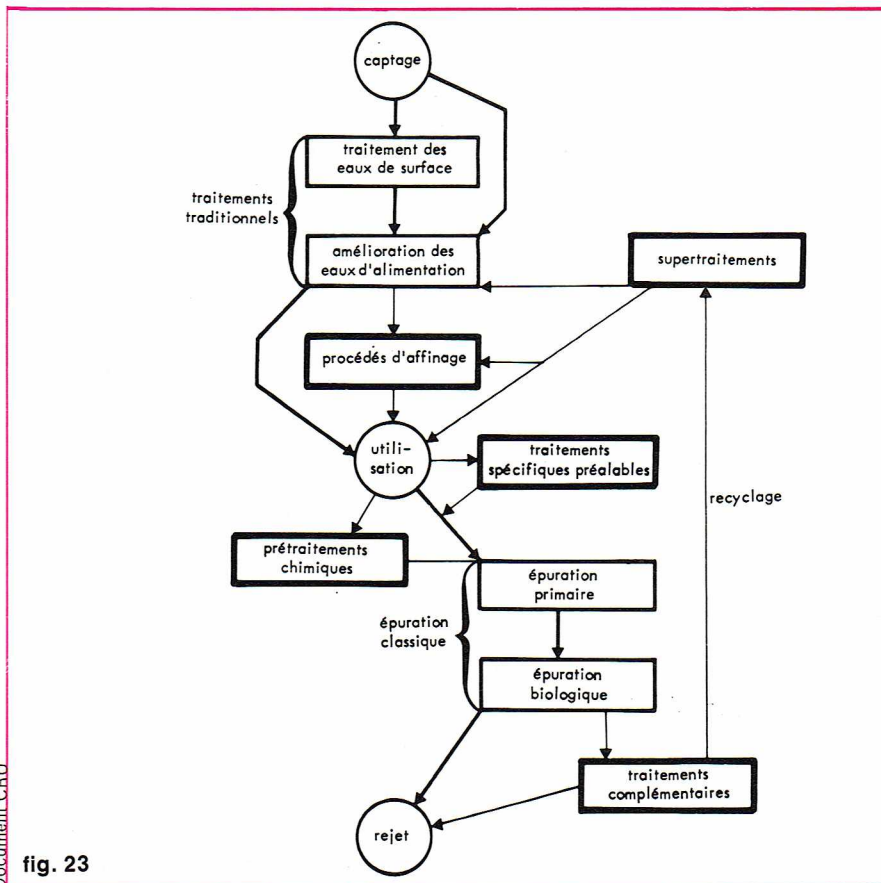 captage
traitement des
eaux de surface
traitements
traditionnels
amélioration des
eaux d'alimentation
supertraitements
procédés d'affinage
utili-
sation
traitements
spécifiques préalables
recyclage
prétraitements
chimiques
épuration
primaire
épuration
classique
épuration
biologique
traitements
complémentaires
rejet
fig. 23